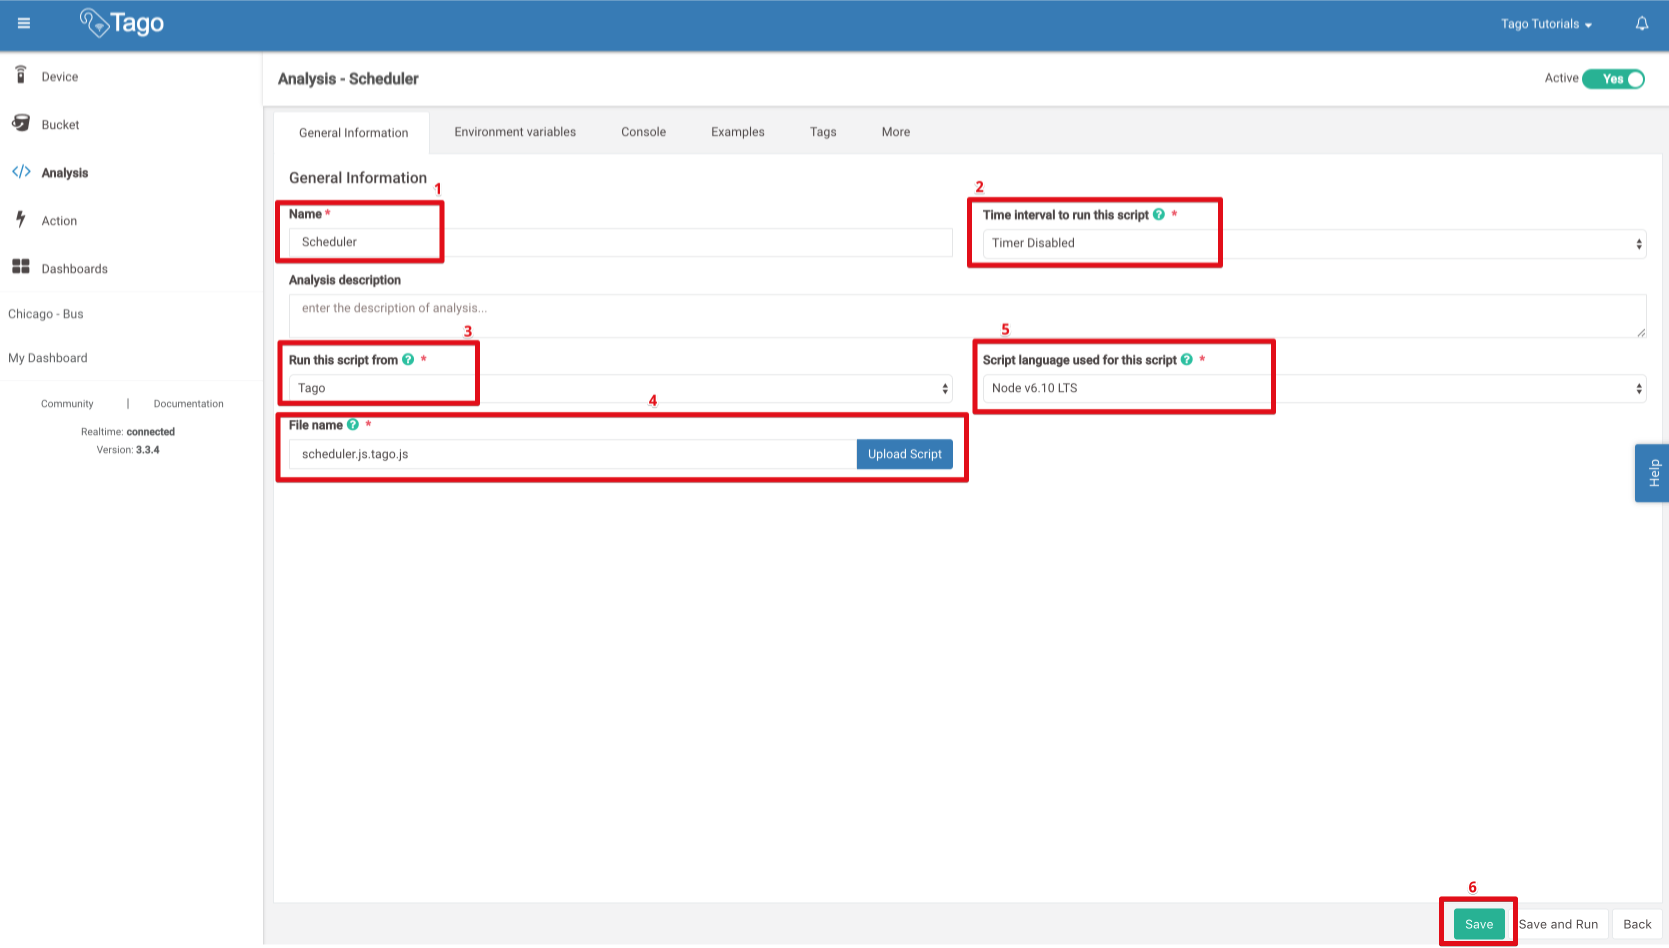 Tago
Tago Tutorials
Device
Bucket
Analysis
Action
Dashboards
Chicago - Bus
My Dashboard
Community | Documentation
Realtime: connected
Version: 3.3.4
Analysis - Scheduler
Active Yes
General Information Environment variables Console Examples Tags More
General Information
1
Name *
Scheduler
2
Time interval to run this script ? *
Timer Disabled
Analysis description
enter the description of analysis...
3
Run this script from ? *
Tago
5
Script language used for this script ? *
Node v6.10 LTS
4
File name ? *
scheduler.js.tago.js Upload Script
Help
6
Save Save and Run Back